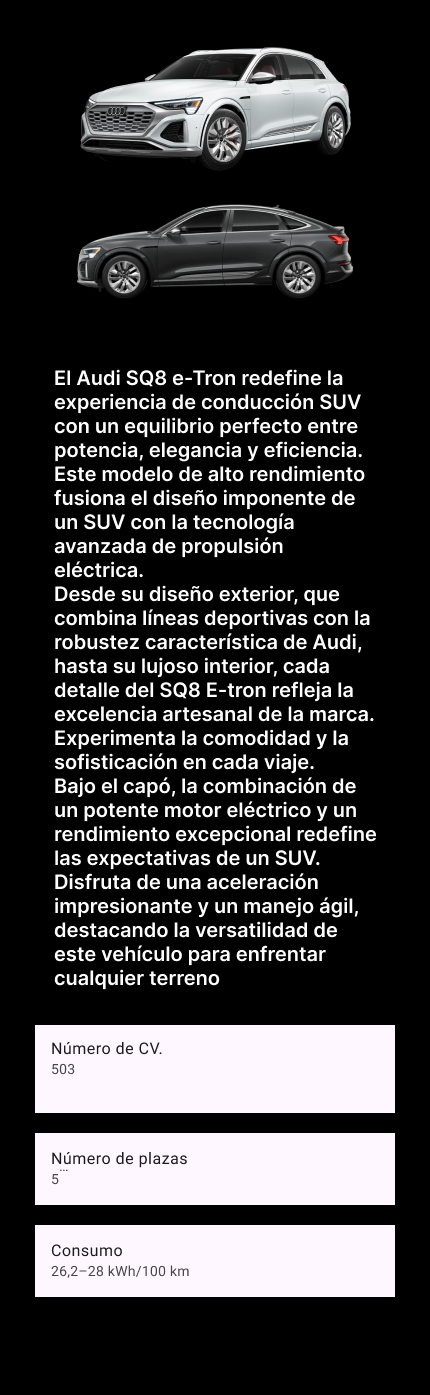 El Audi SQ8 e-Tron redefine la
experiencia de conducción SUV
con un equilibrio perfecto entre
potencia, elegancia y eficiencia.
Este modelo de alto rendimiento
fusiona el diseño imponente de
un SUV con la tecnología
avanzada de propulsión
eléctrica.
Desde su diseño exterior, que
combina líneas deportivas con la
robustez característica de Audi,
hasta su lujoso interior, cada
detalle del SQ8 E-tron refleja la
excelencia artesanal de la marca.
Experimenta la comodidad y la
sofisticación en cada viaje.
Bajo el capó, la combinación de
un potente motor eléctrico y un
rendimiento excepcional redefine
las expectativas de un SUV.
Disfruta de una aceleración
impresionante y un manejo ágil,
destacando la versatilidad de
este vehículo para enfrentar
cualquier terreno
Número de CV.
503
Número de plazas
...
5
Consumo
26,2–28 kWh/100 km